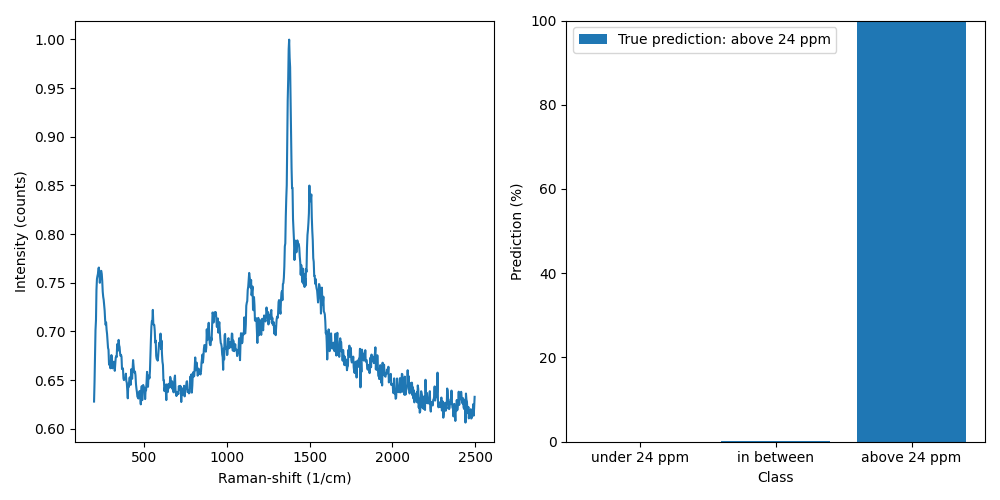 1.00
0.95
0.90
0.85
0.80
0.75
0.70
0.65
0.60
Intensity (counts)
500 1000 1500 2000 2500
Raman-shift (1/cm)
True prediction: above 24 ppm
100
80
60
40
20
0
Prediction (%)
under 24 ppm in between above 24 ppm
Class